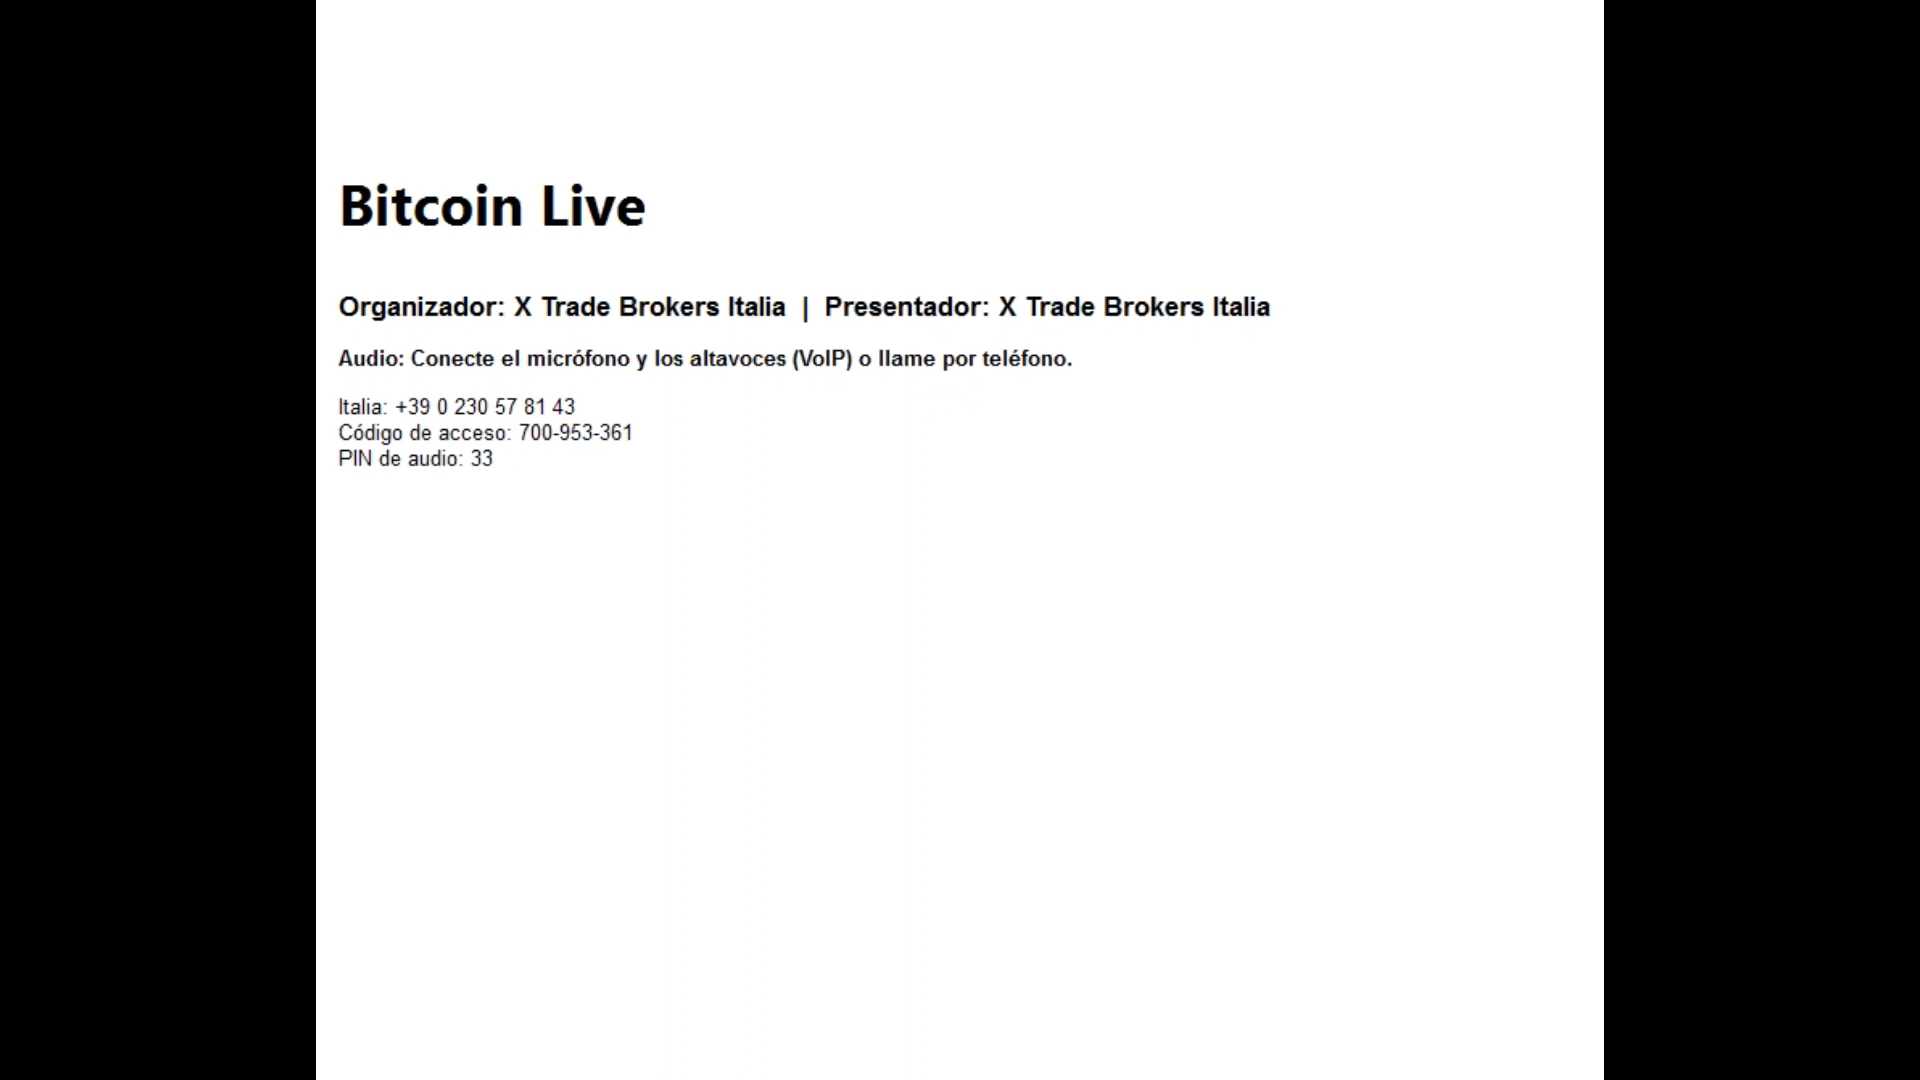 Bitcoin Live
Organizador: X Trade Brokers Italia | Presentador: X Trade Brokers Italia
Audio: Conecte el micrófono y los altavoces (VoIP) o llame por teléfono.
Italia: +39 0 230 57 81 43
Código de acceso: 700-953-361
PIN de audio: 33